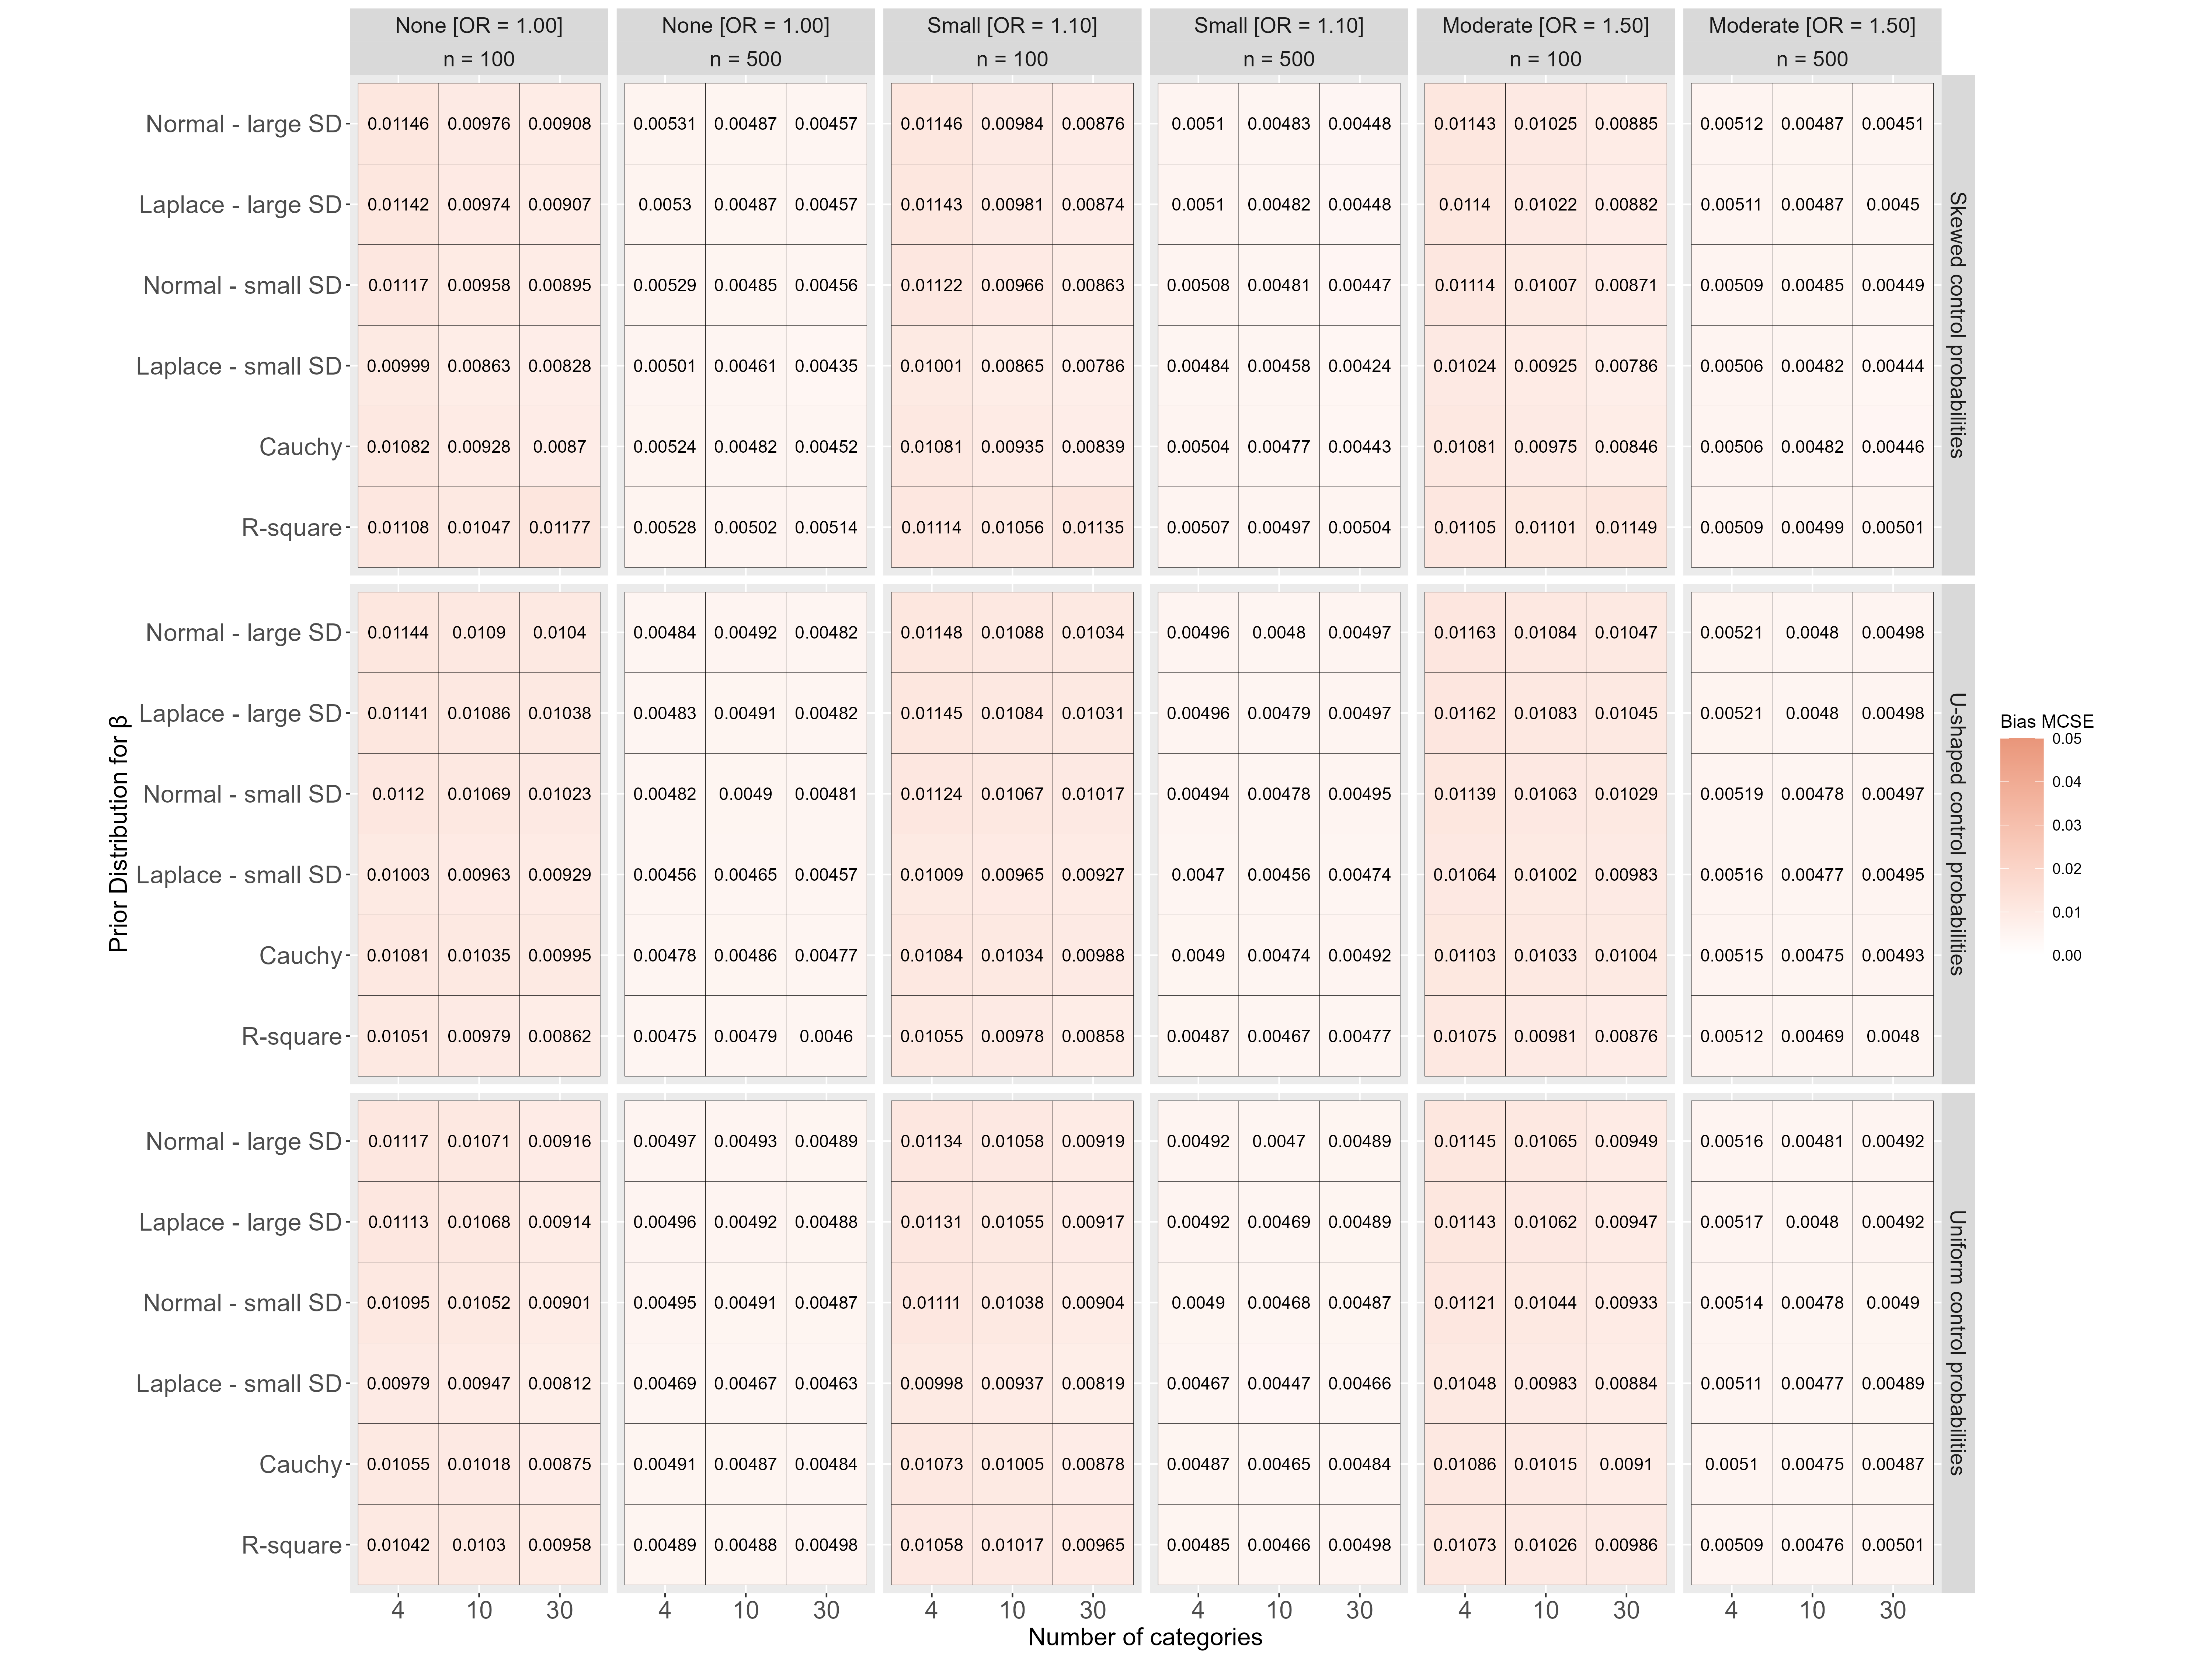 None [OR = 1.00] None [OR = 1.00] Small [OR = 1.10] Small [OR = 1.10] Moderate [OR = 1.50] Moderate [OR = 1.50]
n = 100 n = 500 n = 100 n = 500 n = 100 n = 500
Normal - large SD 0.01146 0.00976 0.00908 0.00531 0.00487 0.00457 0.01146 0.00984 0.00876 0.0051 0.00483 0.00448 0.01143 0.01025 0.00885 0.00512 0.00487 0.00451
Laplace - large SD 0.01142 0.00974 0.00907 0.0053 0.00487 0.00457 0.01143 0.00981 0.00874 0.0051 0.00482 0.00448 0.0114 0.01022 0.00882 0.00511 0.00487 0.0045
Normal - small SD 0.01117 0.00958 0.00895 0.00529 0.00485 0.00456 0.01122 0.00966 0.00863 0.00508 0.00481 0.00447 0.01114 0.01007 0.00871 0.00509 0.00485 0.00449
Laplace - small SD 0.00999 0.00863 0.00828 0.00501 0.00461 0.00435 0.01001 0.00865 0.00786 0.00484 0.00458 0.00424 0.01024 0.00925 0.00786 0.00506 0.00482 0.00444
Cauchy 0.01082 0.00928 0.0087 0.00524 0.00482 0.00452 0.01081 0.00935 0.00839 0.00504 0.00477 0.00443 0.01081 0.00975 0.00846 0.00506 0.00482 0.00446
R-square 0.01108 0.01047 0.01177 0.00528 0.00502 0.00514 0.01114 0.01056 0.01135 0.00507 0.00497 0.00504 0.01105 0.01101 0.01149 0.00509 0.00499 0.00501
Skewed control probabilities
Normal - large SD 0.01144 0.0109 0.0104 0.00484 0.00492 0.00482 0.01148 0.01088 0.01034 0.00496 0.0048 0.00497 0.01163 0.01084 0.01047 0.00521 0.0048 0.00498
Laplace - large SD 0.01141 0.01086 0.01038 0.00483 0.00491 0.00482 0.01145 0.01084 0.01031 0.00496 0.00479 0.00497 0.01162 0.01083 0.01045 0.00521 0.0048 0.00498
Normal - small SD 0.0112 0.01069 0.01023 0.00482 0.0049 0.00481 0.01124 0.01067 0.01017 0.00494 0.00478 0.00495 0.01139 0.01063 0.01029 0.00519 0.00478 0.00497
Laplace - small SD 0.01003 0.00963 0.00929 0.00456 0.00465 0.00457 0.01009 0.00965 0.00927 0.0047 0.00456 0.00474 0.01064 0.01002 0.00983 0.00516 0.00477 0.00495
Cauchy 0.01081 0.01035 0.00995 0.00478 0.00486 0.00477 0.01084 0.01034 0.00988 0.0049 0.00474 0.00492 0.01103 0.01033 0.01004 0.00515 0.00475 0.00493
R-square 0.01051 0.00979 0.00862 0.00475 0.00479 0.0046 0.01055 0.00978 0.00858 0.00487 0.00467 0.00477 0.01075 0.00981 0.00876 0.00512 0.00469 0.0048
U-shaped control probabilities
Normal - large SD 0.01117 0.01071 0.00916 0.00497 0.00493 0.00489 0.01134 0.01058 0.00919 0.00492 0.0047 0.00489 0.01145 0.01065 0.00949 0.00516 0.00481 0.00492
Laplace - large SD 0.01113 0.01068 0.00914 0.00496 0.00492 0.00488 0.01131 0.01055 0.00917 0.00492 0.00469 0.00489 0.01143 0.01062 0.00947 0.00517 0.0048 0.00492
Normal - small SD 0.01095 0.01052 0.00901 0.00495 0.00491 0.00487 0.01111 0.01038 0.00904 0.0049 0.00468 0.00487 0.01121 0.01044 0.00933 0.00514 0.00478 0.0049
Laplace - small SD 0.00979 0.00947 0.00812 0.00469 0.00467 0.00463 0.00998 0.00937 0.00819 0.00467 0.00447 0.00466 0.01048 0.00983 0.00884 0.00511 0.00477 0.00489
Cauchy 0.01055 0.01018 0.00875 0.00491 0.00487 0.00484 0.01073 0.01005 0.00878 0.00487 0.00465 0.00484 0.01086 0.01015 0.0091 0.0051 0.00475 0.00487
R-square 0.01042 0.0103 0.00958 0.00489 0.00488 0.00498 0.01058 0.01017 0.00965 0.00485 0.00466 0.00498 0.01073 0.01026 0.00986 0.00509 0.00476 0.00501
Uniform control probabilities
4 10 30 4 10 30 4 10 30 4 10 30 4 10 30 4 10 30
Number of categories
Prior Distribution for β
Bias MCSE
0.05
0.04
0.03
0.02
0.01
0.00